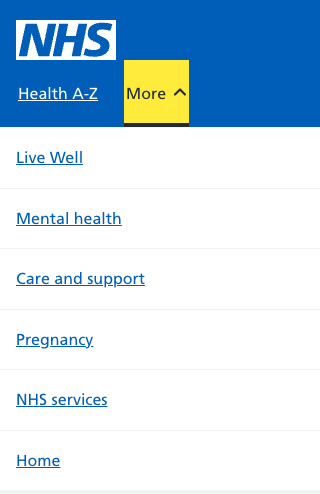 NHS
Health A-Z More
Live Well
Mental health
Care and support
Pregnancy
NHS services
Home